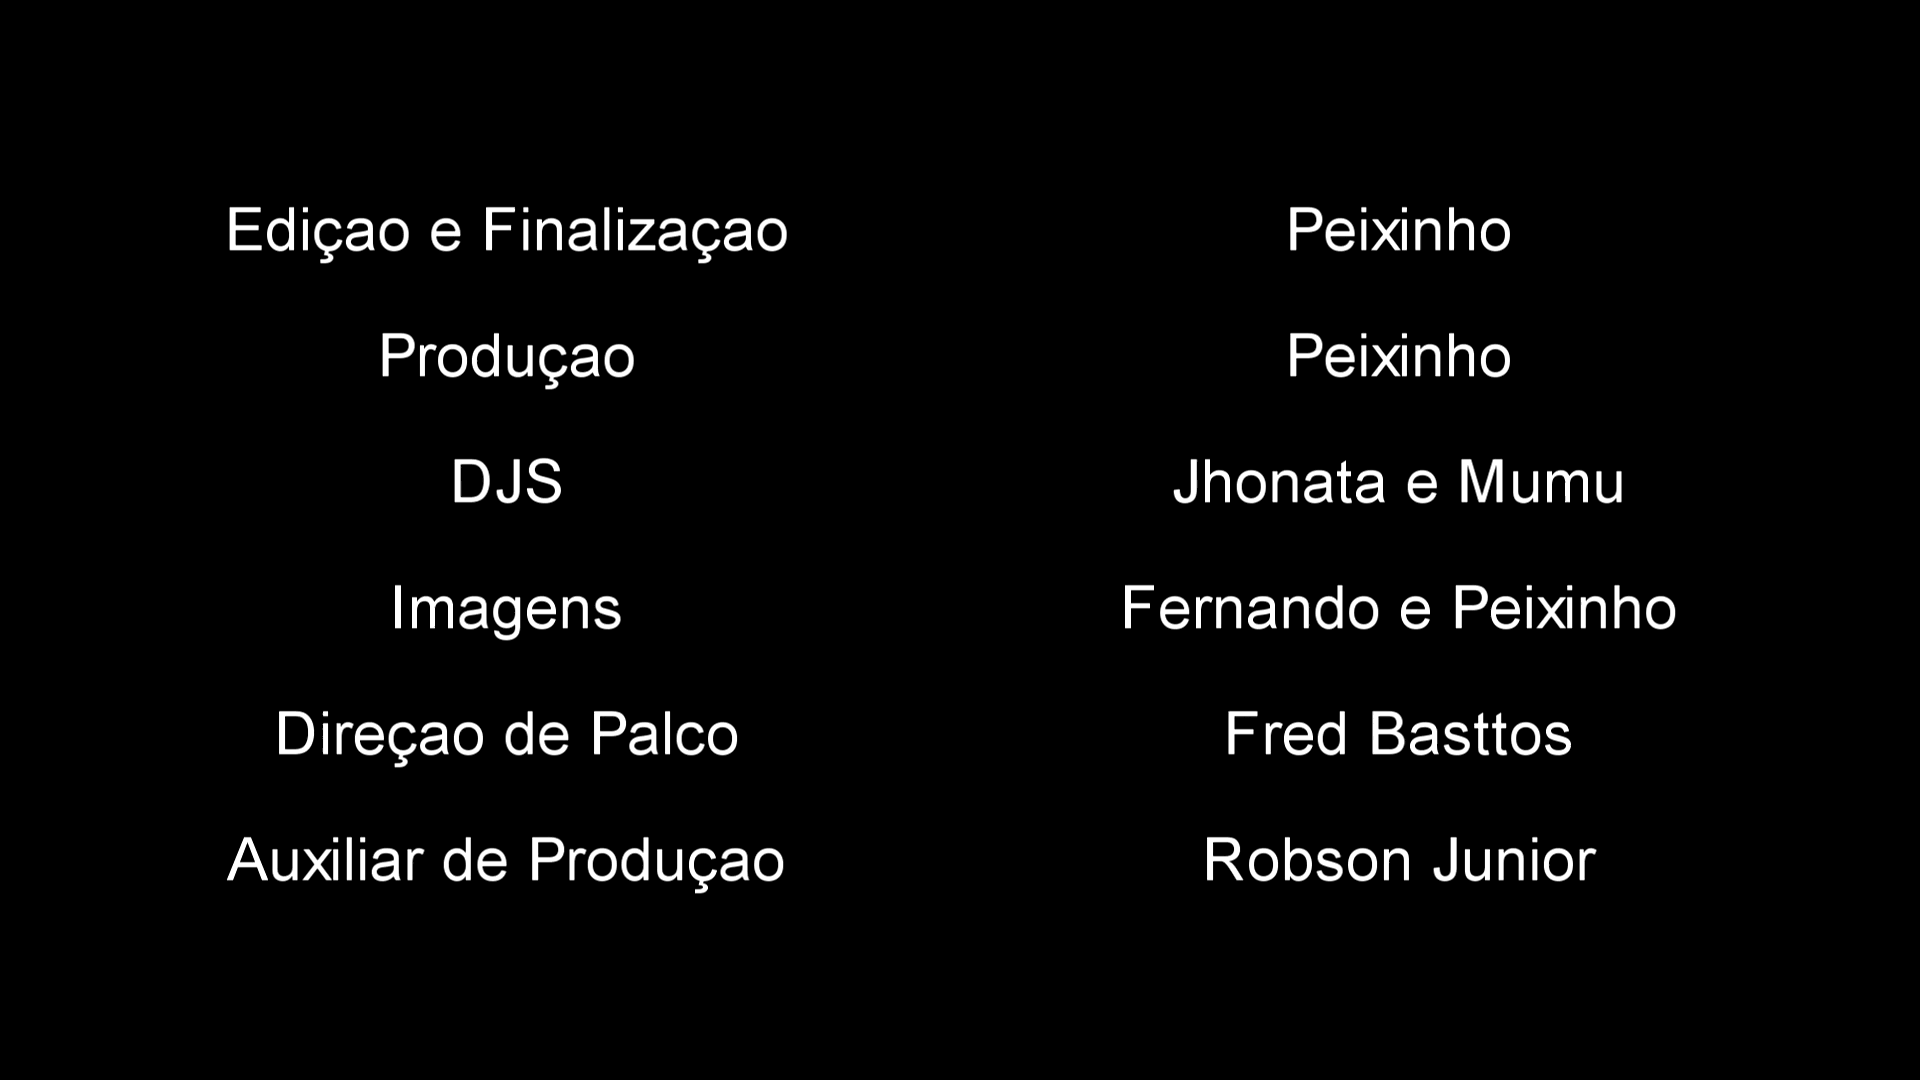 Ediçao e Finalizaçao Peixinho
Produçao Peixinho
DJS Jhonata e Mumu
Imagens Fernando e Peixinho
Direçao de Palco Fred Basttos
Auxiliar de Produçao Robson Junior